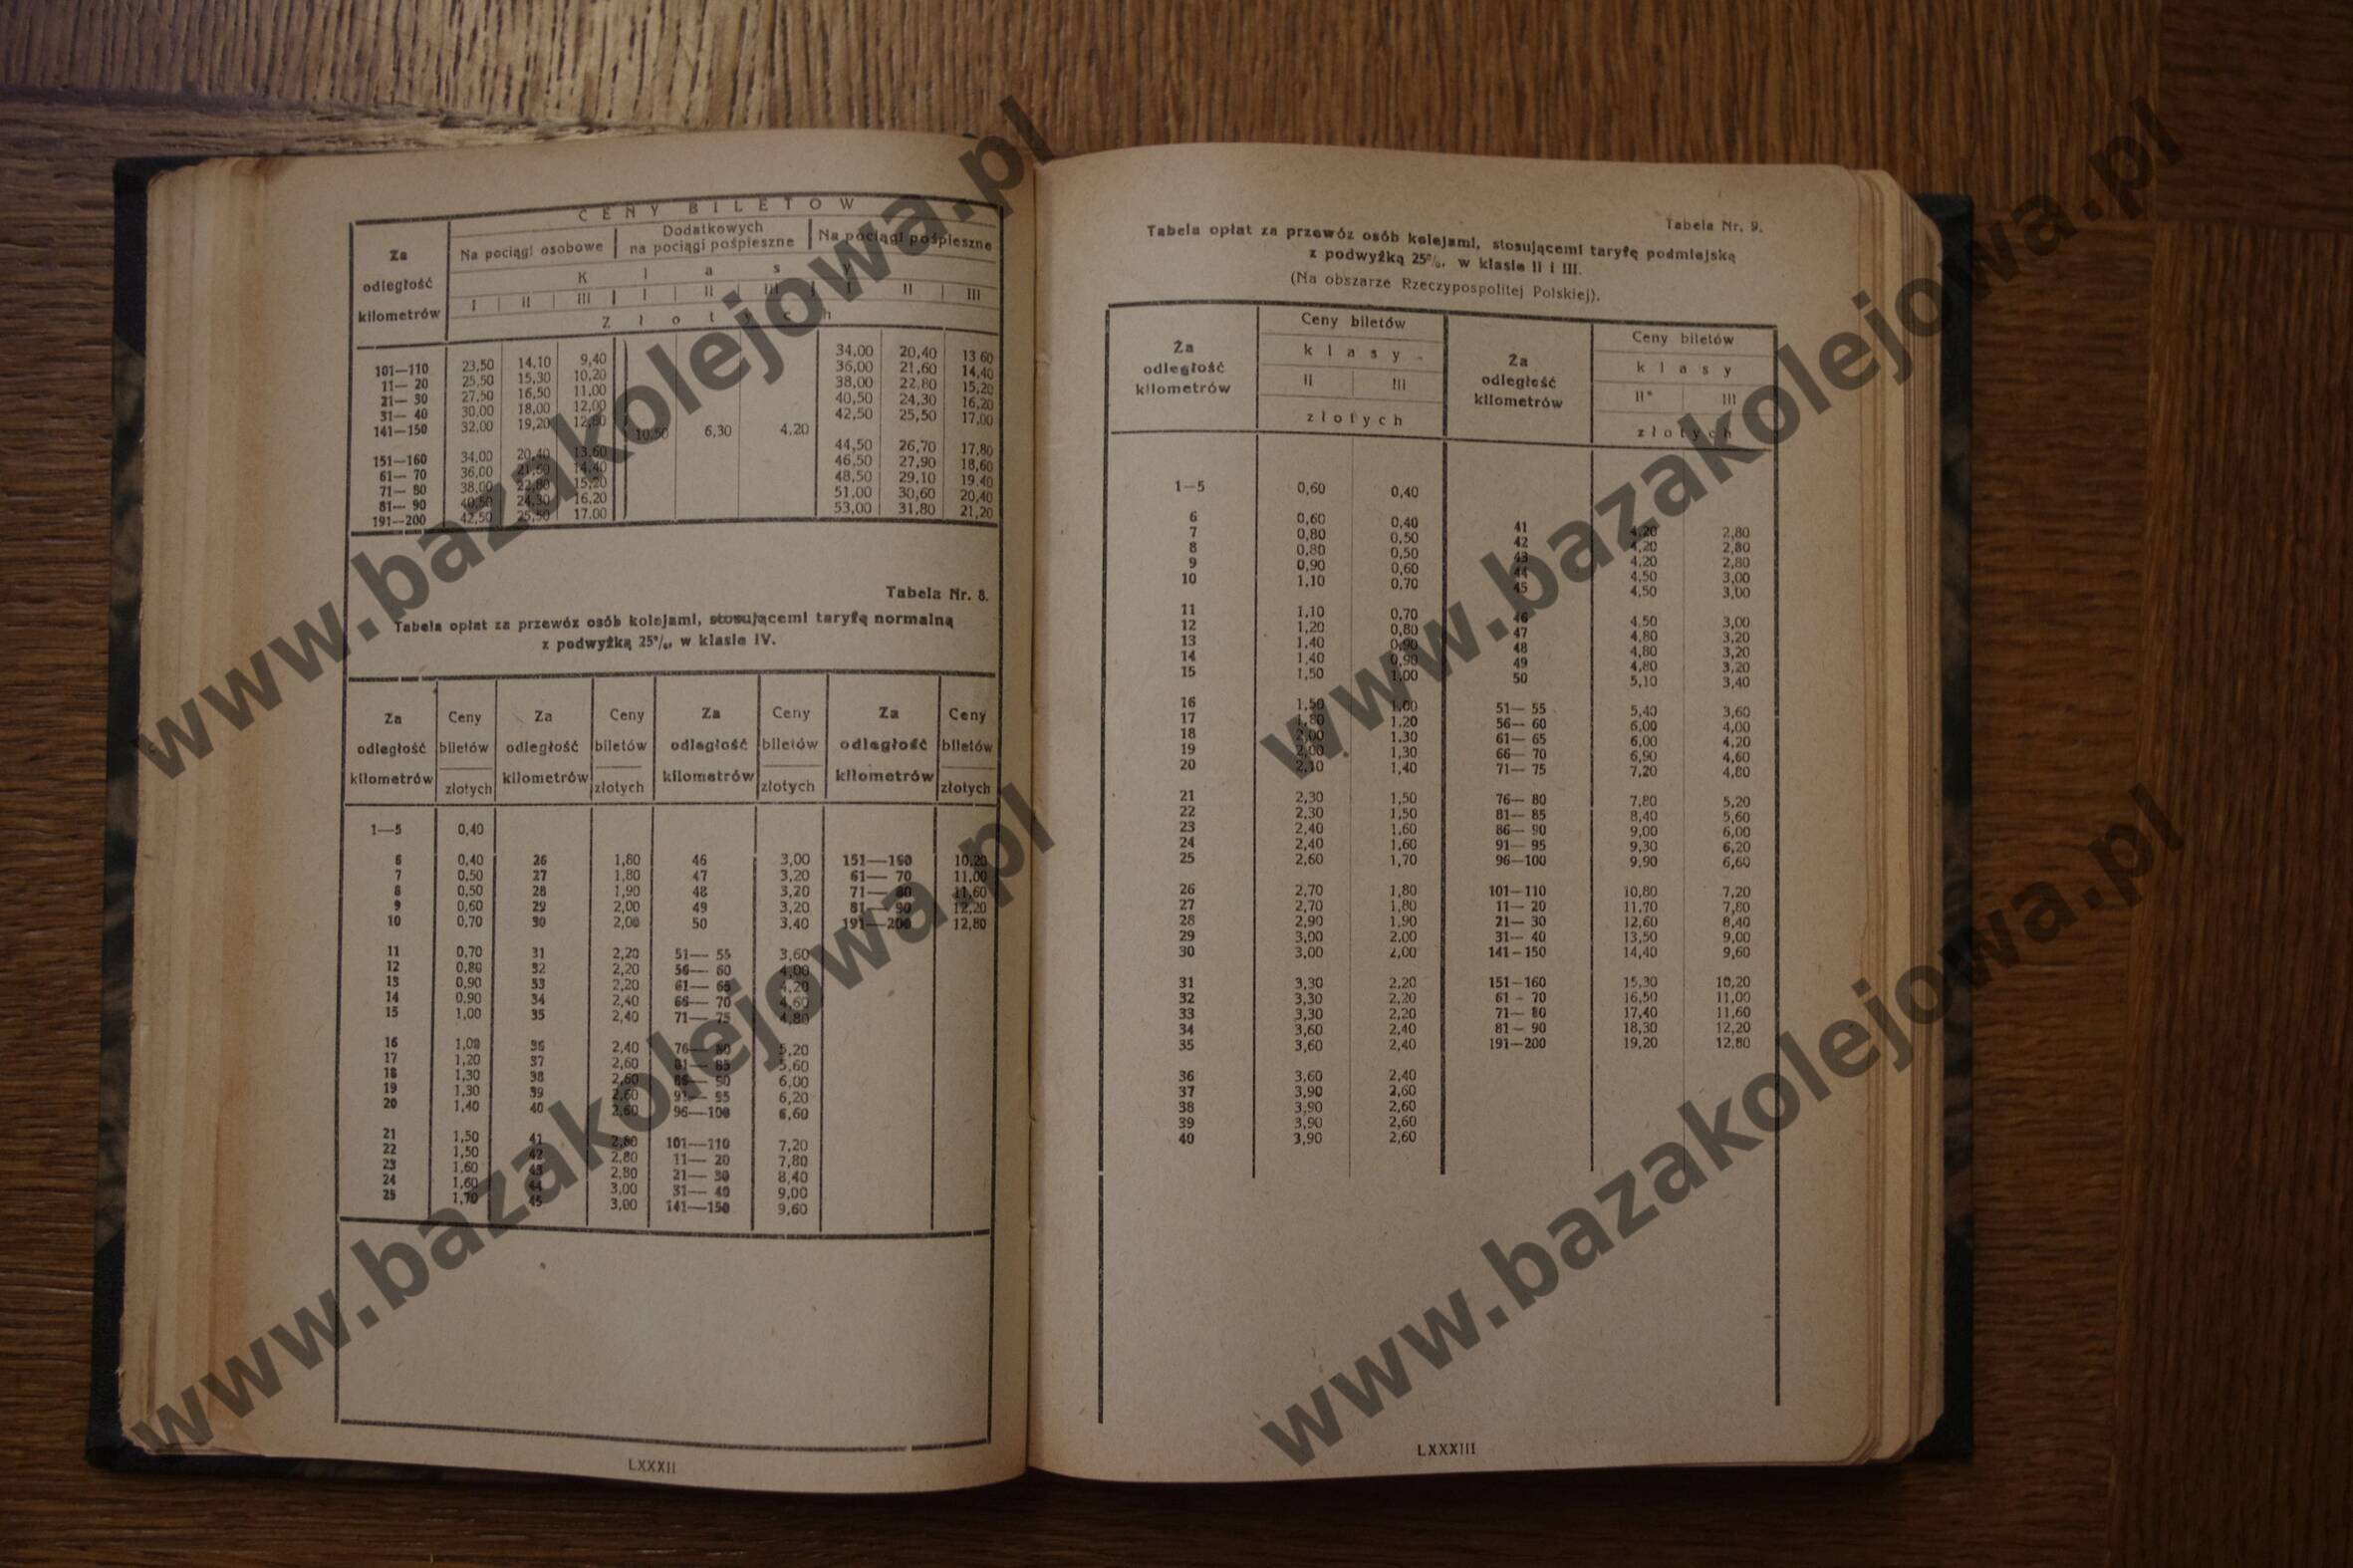 CENY BILETÓW
Za odległość kilometrów
Na pociągi osobowe | Dodatkowych na pociągi pośpieszne | Na pociągi pośpieszne
K l a s y
I | II | III | I | II | III | I | II | III
Z ł o t y c h
101—110 23,50 14,10 9,40 34,00 20,40 13 60
11— 20 25,50 15,30 10,20 36,00 21,60 14,40
21— 30 27,50 16,50 11,00 38,00 22,80 15,20
31— 40 30,00 18,00 12,00 40,50 24,30 16,20
141—150 32,00 19,20 12,80 42,50 25,50 17,00
10,50 6,30 4,20
151—160 34,00 20,40 13,60 44,50 26,70 17,80
61— 70 36,00 21,60 14,40 46,50 27,90 18,60
71— 80 38,00 22,80 15,20 48,50 29,10 19,40
81— 90 40,50 24,30 16,20 51,00 30,60 20,40
191—200 42,50 25,50 17,00 53,00 31,80 21,20
Tabela Nr. 8.
Tabela opłat za przewóz osób kolejami, stosującemi taryfę normalną
z podwyżką 25%, w klasie IV.
Za Ceny Za Ceny Za Ceny Za Ceny
odległość biletów odległość biletów odległość biletów odległość biletów
kilometrów złotych kilometrów złotych kilometrów złotych kilometrów złotych
1—5 0,40
6 0,40 26 1,80 46 3,00 151—160 10,20
7 0,50 27 1,80 47 3,20 61— 70 11,00
8 0,50 28 1,90 48 3,20 71— 80 11,60
9 0,60 29 2,00 49 3,20 81— 90 12,20
10 0,70 30 2,00 50 3,40 191—200 12,80
11 0,70 31 2,20 51— 55 3,60
12 0,80 32 2,20 56— 60 4,00
13 0,90 33 2,20 61— 65 4,20
14 0,90 34 2,40 66— 70 4,60
15 1,00 35 2,40 71— 75 4,80
16 1,00 36 2,40 76— 80 5,20
17 1,20 37 2,60 81— 85 5,60
18 1,30 38 2,60 86— 90 6,00
19 1,30 39 2,60 91— 95 6,20
20 1,40 40 2,60 96—100 6,60
21 1,50 41 2,80 101—110 7,20
22 1,50 42 2,80 11— 20 7,80
23 1,60 43 2,80 21— 30 8,40
24 1,60 44 3,00 31— 40 9,00
25 1,70 45 3,00 141—150 9,60
LXXXII
Tabela Nr. 9.
Tabela opłat za przewóz osób kolejami, stosującemi taryfę podmiejską
z podwyżką 25%, w klasie II i III.
(Na obszarze Rzeczypospolitej Polskiej).
Za odległość kilometrów | Ceny biletów | Za odległość kilometrów | Ceny biletów
k l a s y | k l a s y
II | III | II | III
złotych | złotych
1—5 0,60 0,40
6 0,60 0,40 41 4,20 2,80
7 0,80 0,50 42 4,20 2,80
8 0,80 0,50 43 4,20 2,80
9 0,90 0,60 44 4,50 3,00
10 1,10 0,70 45 4,50 3,00
11 1,10 0,70 46 4,50 3,00
12 1,20 0,80 47 4,80 3,20
13 1,40 0,90 48 4,80 3,20
14 1,40 0,90 49 4,80 3,20
15 1,50 1,00 50 5,10 3,40
16 1,50 1,00 51— 55 5,40 3,60
17 1,80 1,20 56— 60 6,00 4,00
18 2,00 1,30 61— 65 6,00 4,20
19 2,00 1,30 66— 70 6,90 4,60
20 2,10 1,40 71— 75 7,20 4,80
21 2,30 1,50 76— 80 7,80 5,20
22 2,30 1,50 81— 85 8,40 5,60
23 2,40 1,60 86— 90 9,00 6,00
24 2,40 1,60 91— 95 9,30 6,20
25 2,60 1,70 96—100 9,90 6,60
26 2,70 1,80 101—110 10,80 7,20
27 2,70 1,80 11— 20 11,70 7,80
28 2,90 1,90 21— 30 12,60 8,40
29 3,00 2,00 31— 40 13,50 9,00
30 3,00 2,00 141-150 14,40 9,60
31 3,30 2,20 151—160 15,30 10,20
32 3,30 2,20 61 - 70 16,50 11,00
33 3,30 2,20 71— 80 17,40 11,60
34 3,60 2,40 81— 90 18,30 12,20
35 3,60 2,40 191—200 19,20 12,80
36 3,60 2,40
37 3,90 2,60
38 3,90 2,60
39 3,90 2,60
40 3,90 2,60
LXXXIII
www.bazakolejowa.pl
www.bazakolejowa.pl
www.bazakolejowa.pl
www.bazakolejowa.pl